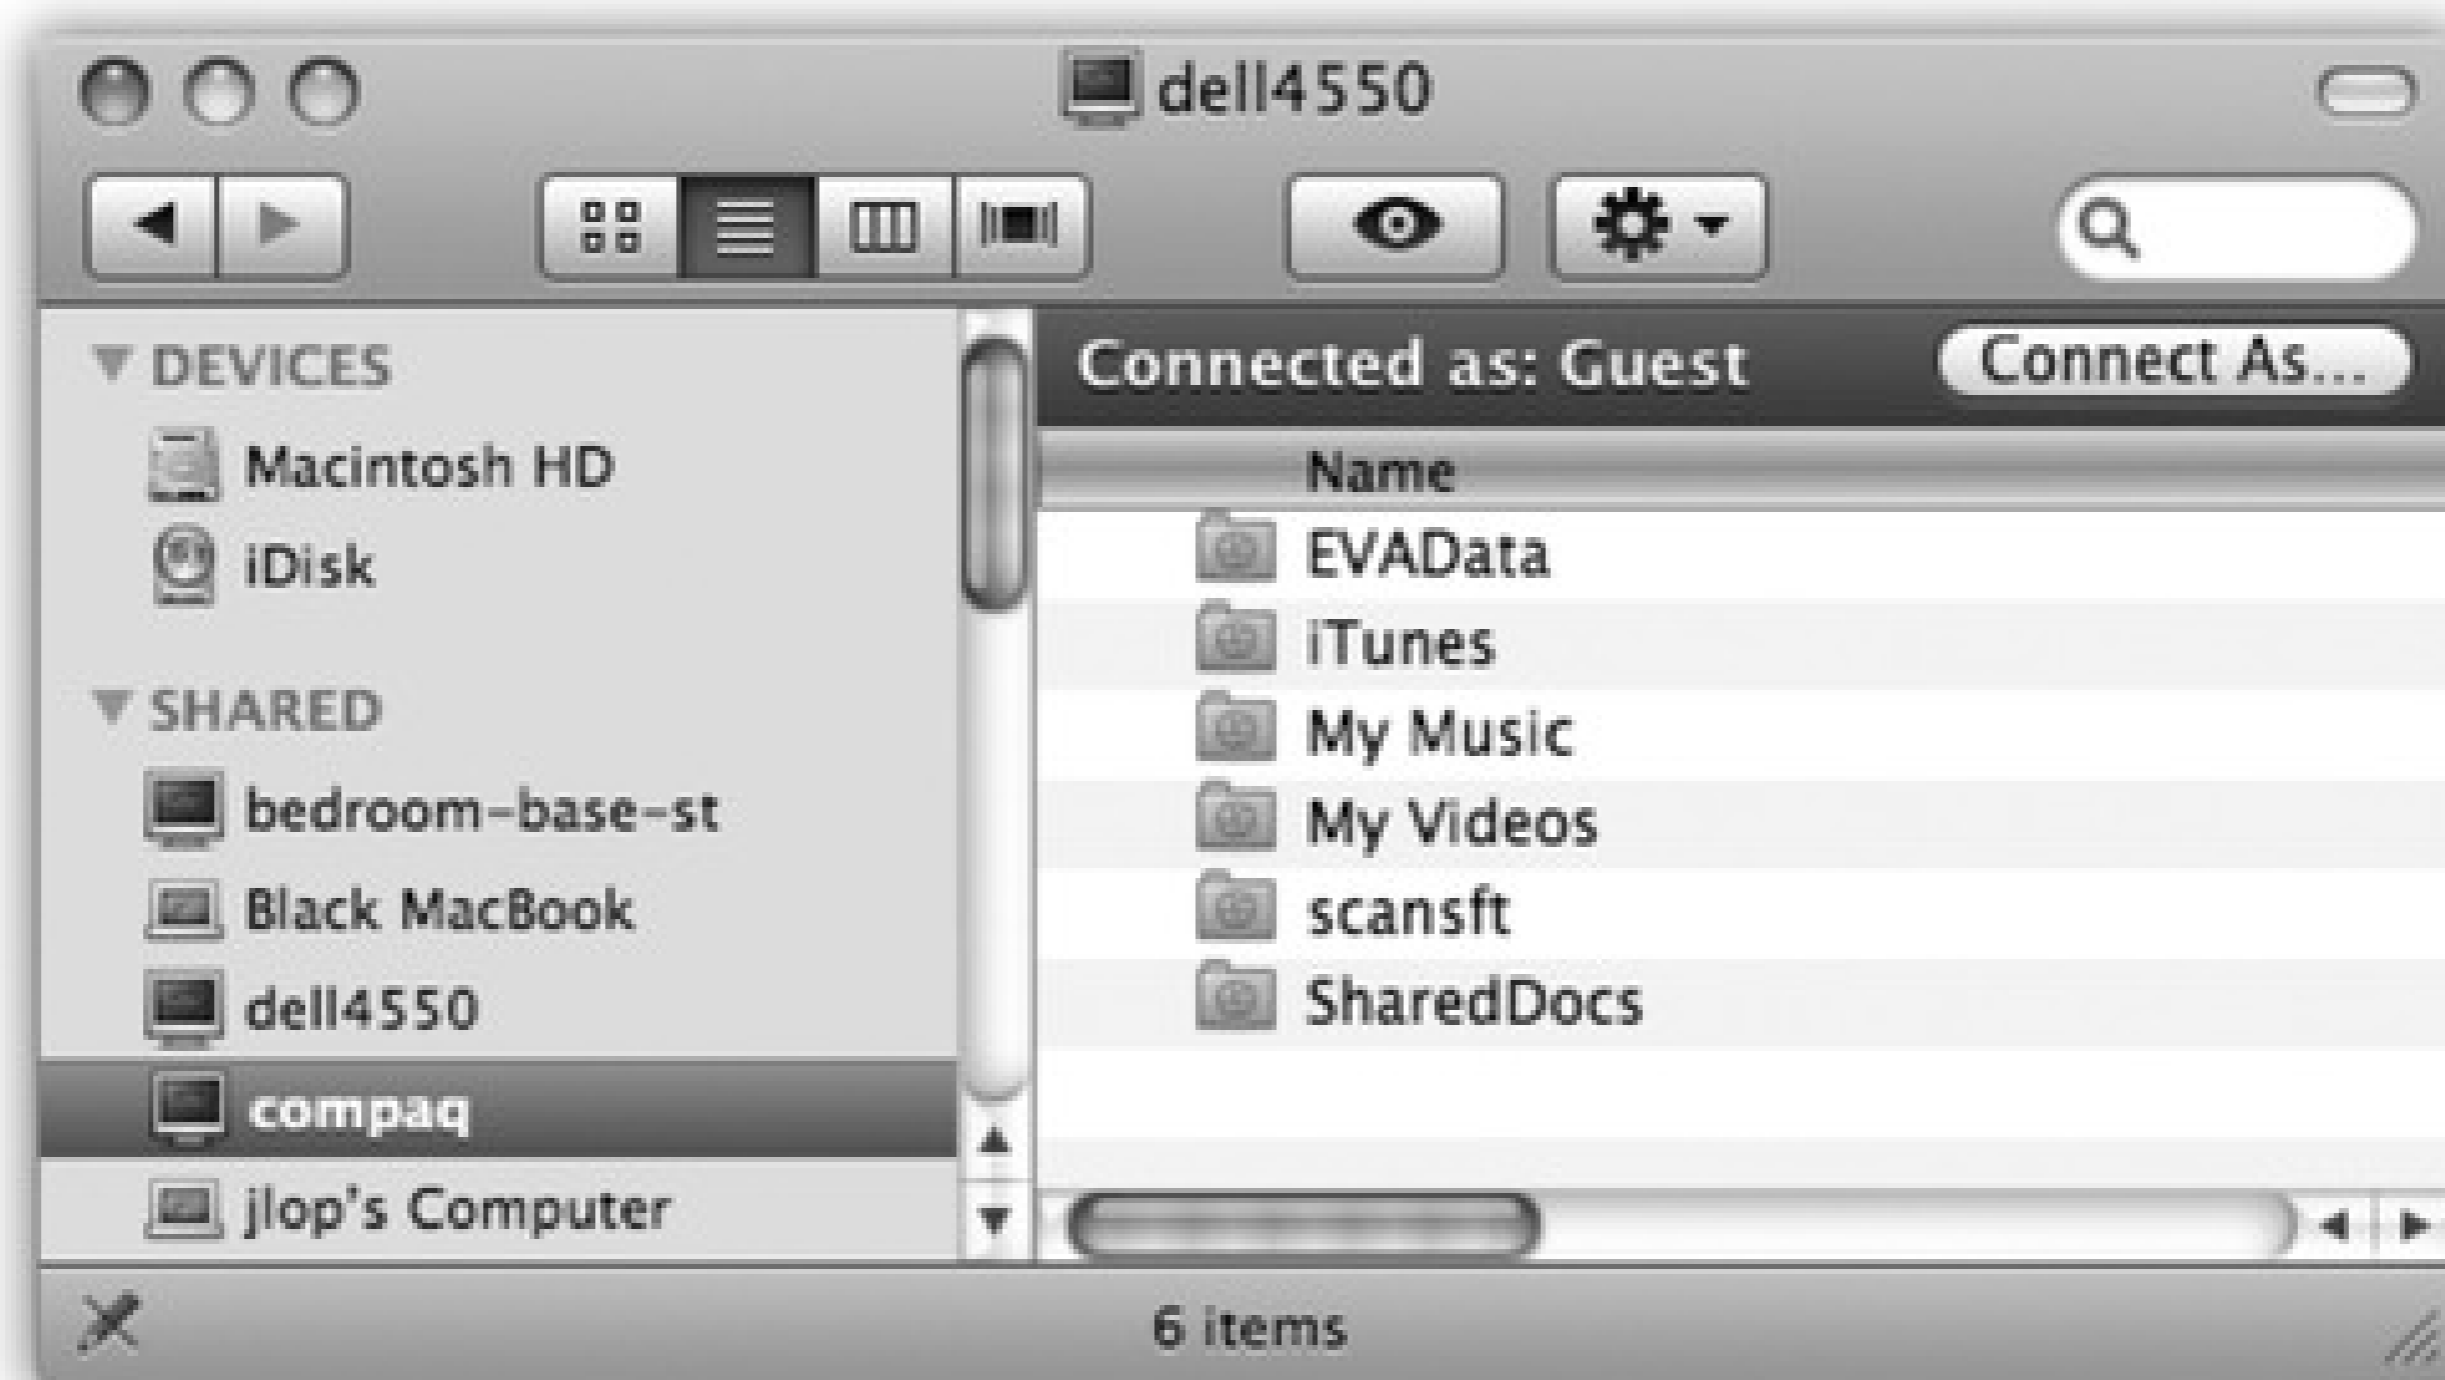 dell4550
DEVICES
Macintosh HD
iDisk
SHARED
bedroom-base-st
Black MacBook
dell4550
compaq
jlop's Computer
Connected as: Guest
Connect As...
Name
EVAData
iTunes
My Music
My Videos
scansft
SharedDocs
6 items